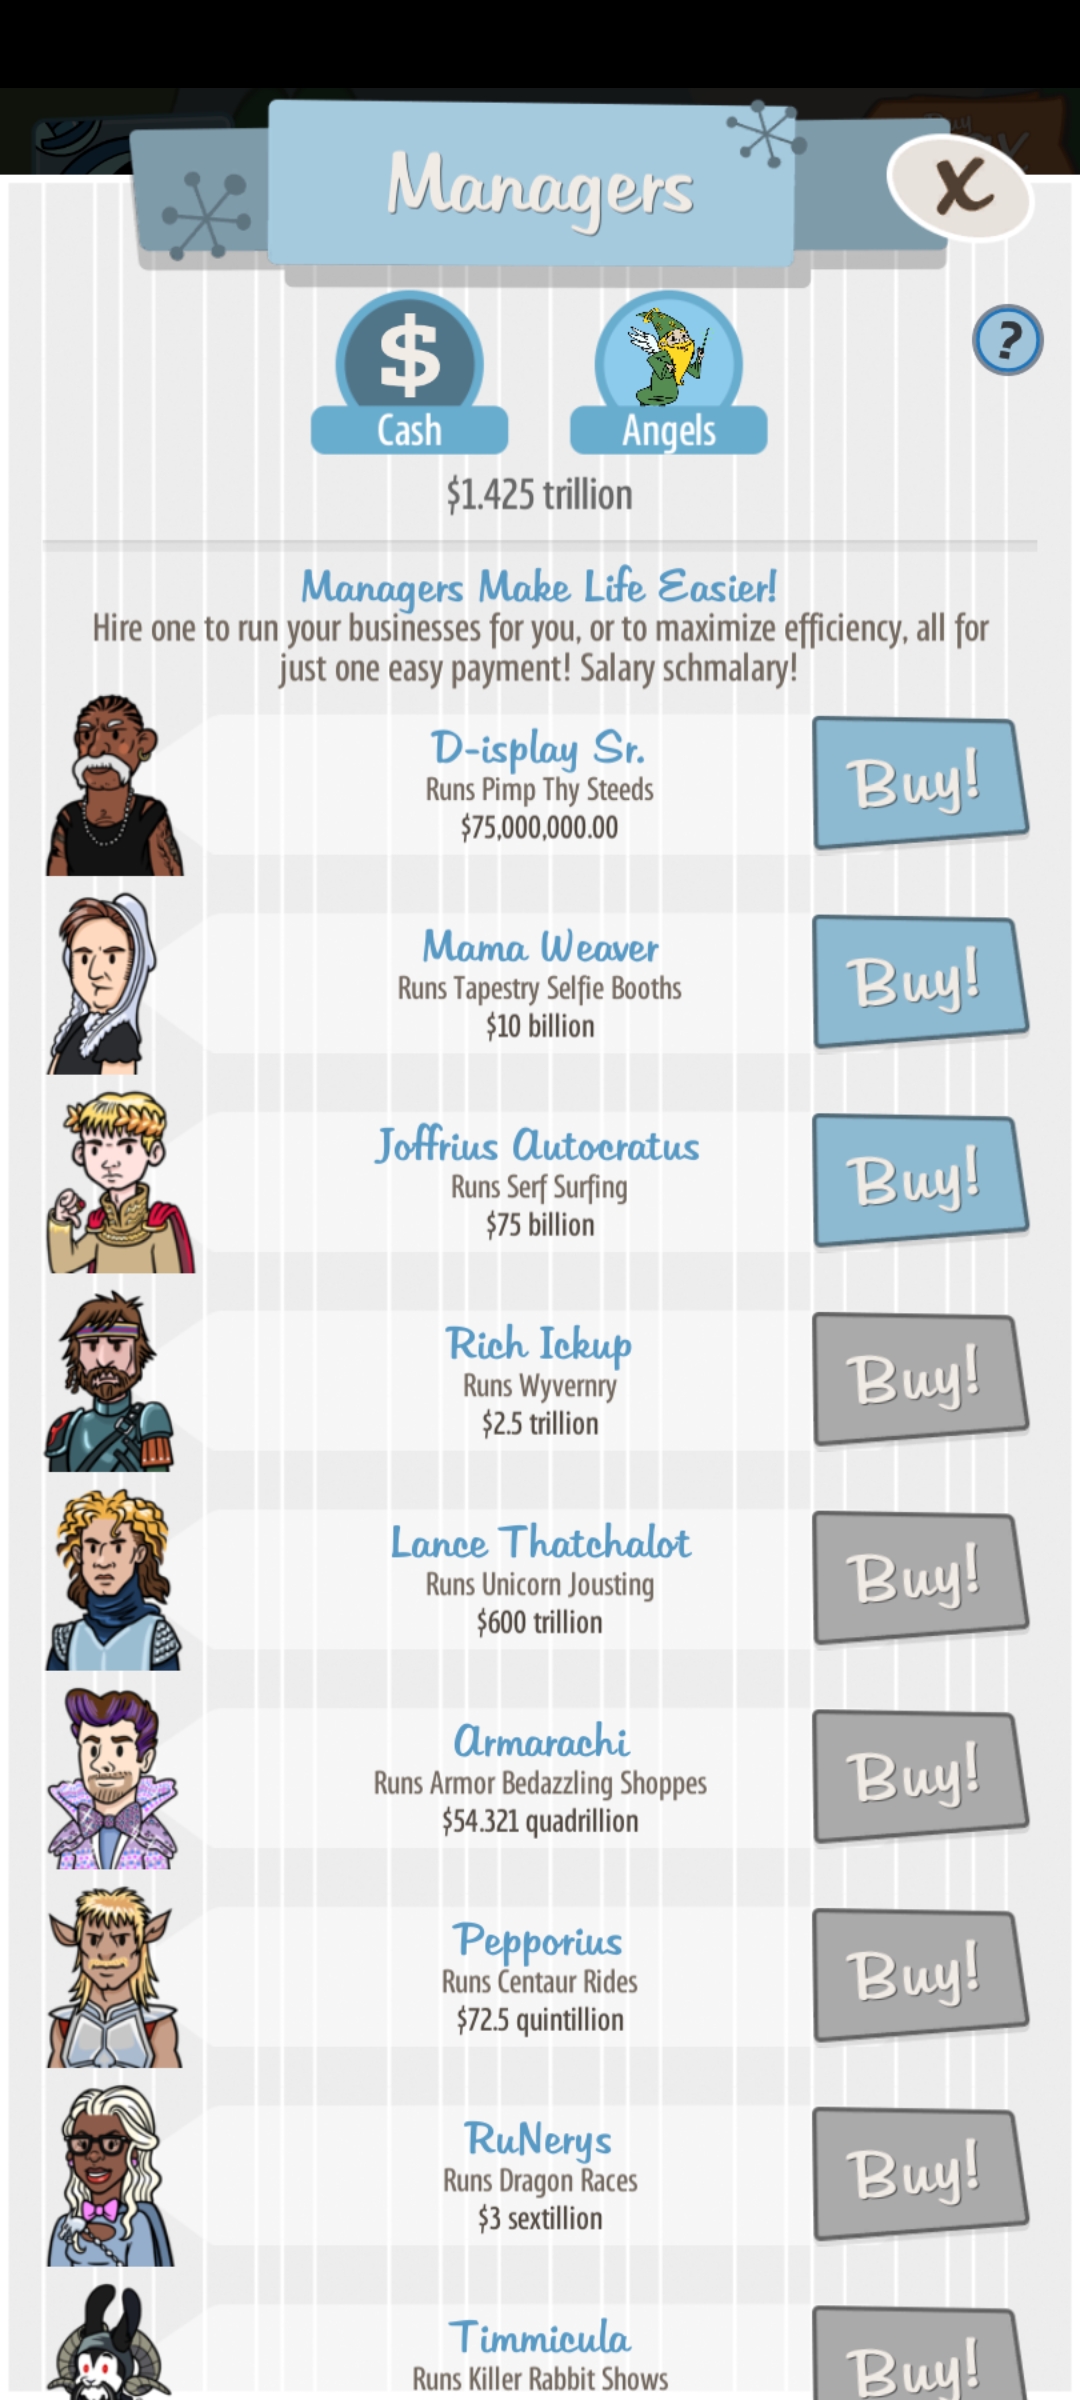 Managers
X
$
?
Cash
Angels
$1.425 trillion
Managers Make Life Easier!
Hire one to run your businesses for you, or to maximize efficiency, all for
just one easy payment! Salary schmalary!
D-isplay Sr.
Runs Pimp Thy Steeds
$75,000,000.00
Buy!
Mama Weaver
Runs Tapestry Selfie Booths
$10 billion
Buy!
Joffrius Autocratus
Runs Serf Surfing
$75 billion
Buy!
Rich Ickup
Runs Wyvernry
$2.5 trillion
Buy!
Lance Thatchalot
Runs Unicorn Jousting
$600 trillion
Buy!
Armarachi
Runs Armor Bedazzling Shoppes
$54.321 quadrillion
Buy!
Pepporius
Runs Centaur Rides
$72.5 quintillion
Buy!
RuNerys
Runs Dragon Races
$3 sextillion
Buy!
Timmicula
Runs Killer Rabbit Shows
Buy!